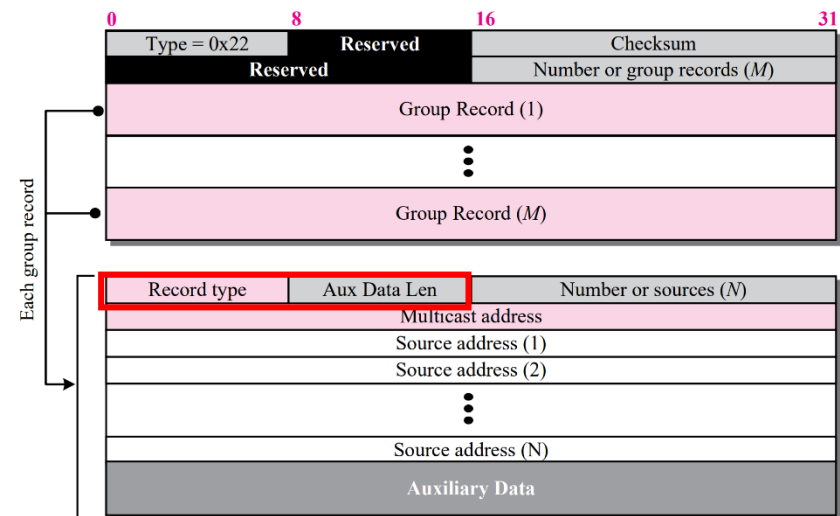 0 8 16 31
Type = 0x22 Reserved Checksum
Reserved Number or group records (M)
Group Record (1)
Group Record (M)
Each group record
Record type Aux Data Len Number or sources (N)
Multicast address
Source address (1)
Source address (2)
Source address (N)
Auxiliary Data